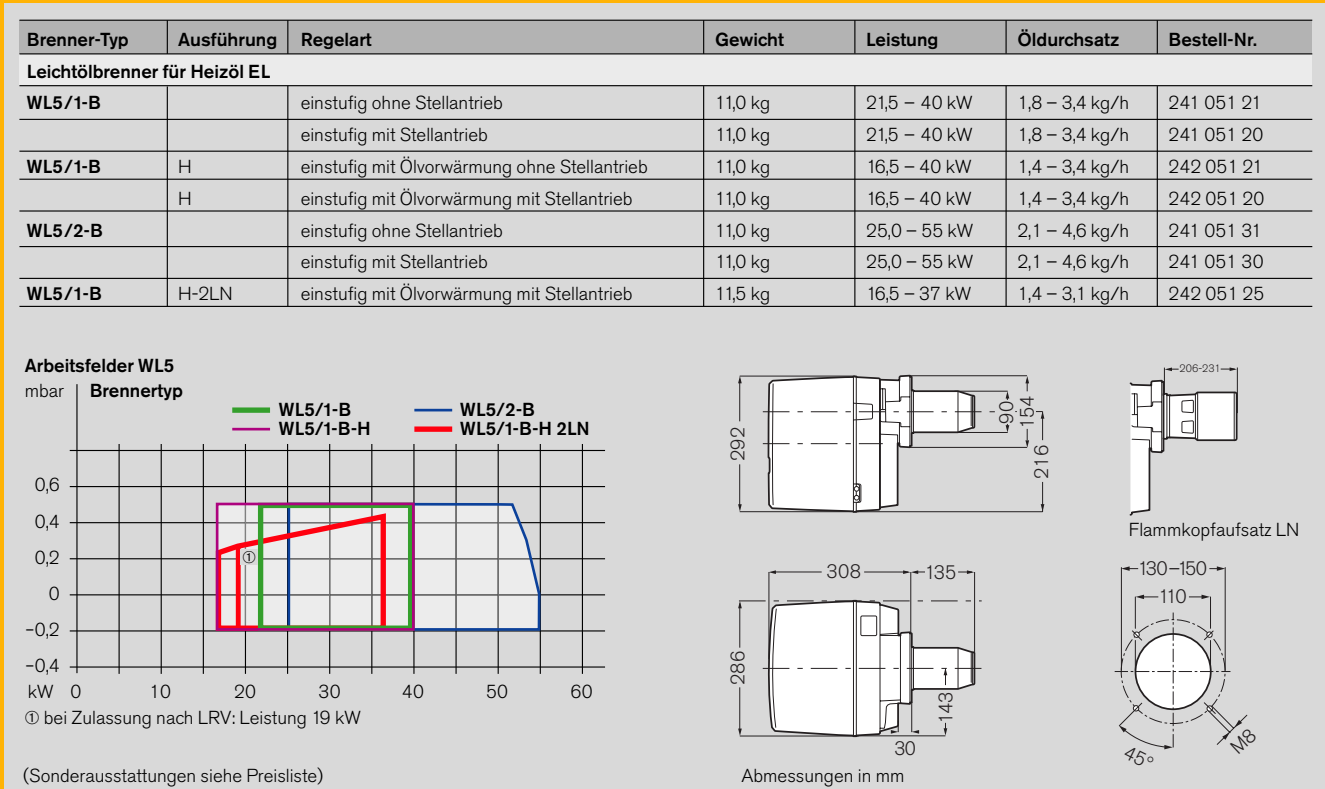 Brenner-Typ Ausführung Regelart Gewicht Leistung Öldurchsatz Bestell-Nr.
Leichtölbrenner für Heizöl EL
WL5/1-B einstufig ohne Stellantrieb 11,0 kg 21,5 – 40 kW 1,8 – 3,4 kg/h 241 051 21
einstufig mit Stellantrieb 11,0 kg 21,5 – 40 kW 1,8 – 3,4 kg/h 241 051 20
WL5/1-B H einstufig mit Ölvorwärmung ohne Stellantrieb 11,0 kg 16,5 – 40 kW 1,4 – 3,4 kg/h 242 051 21
H einstufig mit Ölvorwärmung mit Stellantrieb 11,0 kg 16,5 – 40 kW 1,4 – 3,4 kg/h 242 051 20
WL5/2-B einstufig ohne Stellantrieb 11,0 kg 25,0 – 55 kW 2,1 – 4,6 kg/h 241 051 31
einstufig mit Stellantrieb 11,0 kg 25,0 – 55 kW 2,1 – 4,6 kg/h 241 051 30
WL5/1-B H-2LN einstufig mit Ölvorwärmung mit Stellantrieb 11,5 kg 16,5 – 37 kW 1,4 – 3,1 kg/h 242 051 25
Arbeitsfelder WL5
mbar Brennertyp
WL5/1-B WL5/2-B
WL5/1-B-H WL5/1-B-H 2LN
0,6
0,4
0,2
0
–0,2
–0,4
①
kW 0 10 20 30 40 50 60
① bei Zulassung nach LRV: Leistung 19 kW
(Sonderausstattungen siehe Preisliste)
292
90
154
216
206-231
Flammkopfaufsatz LN
308
135
286
143
30
130–150
110
45°
M8
Abmessungen in mm